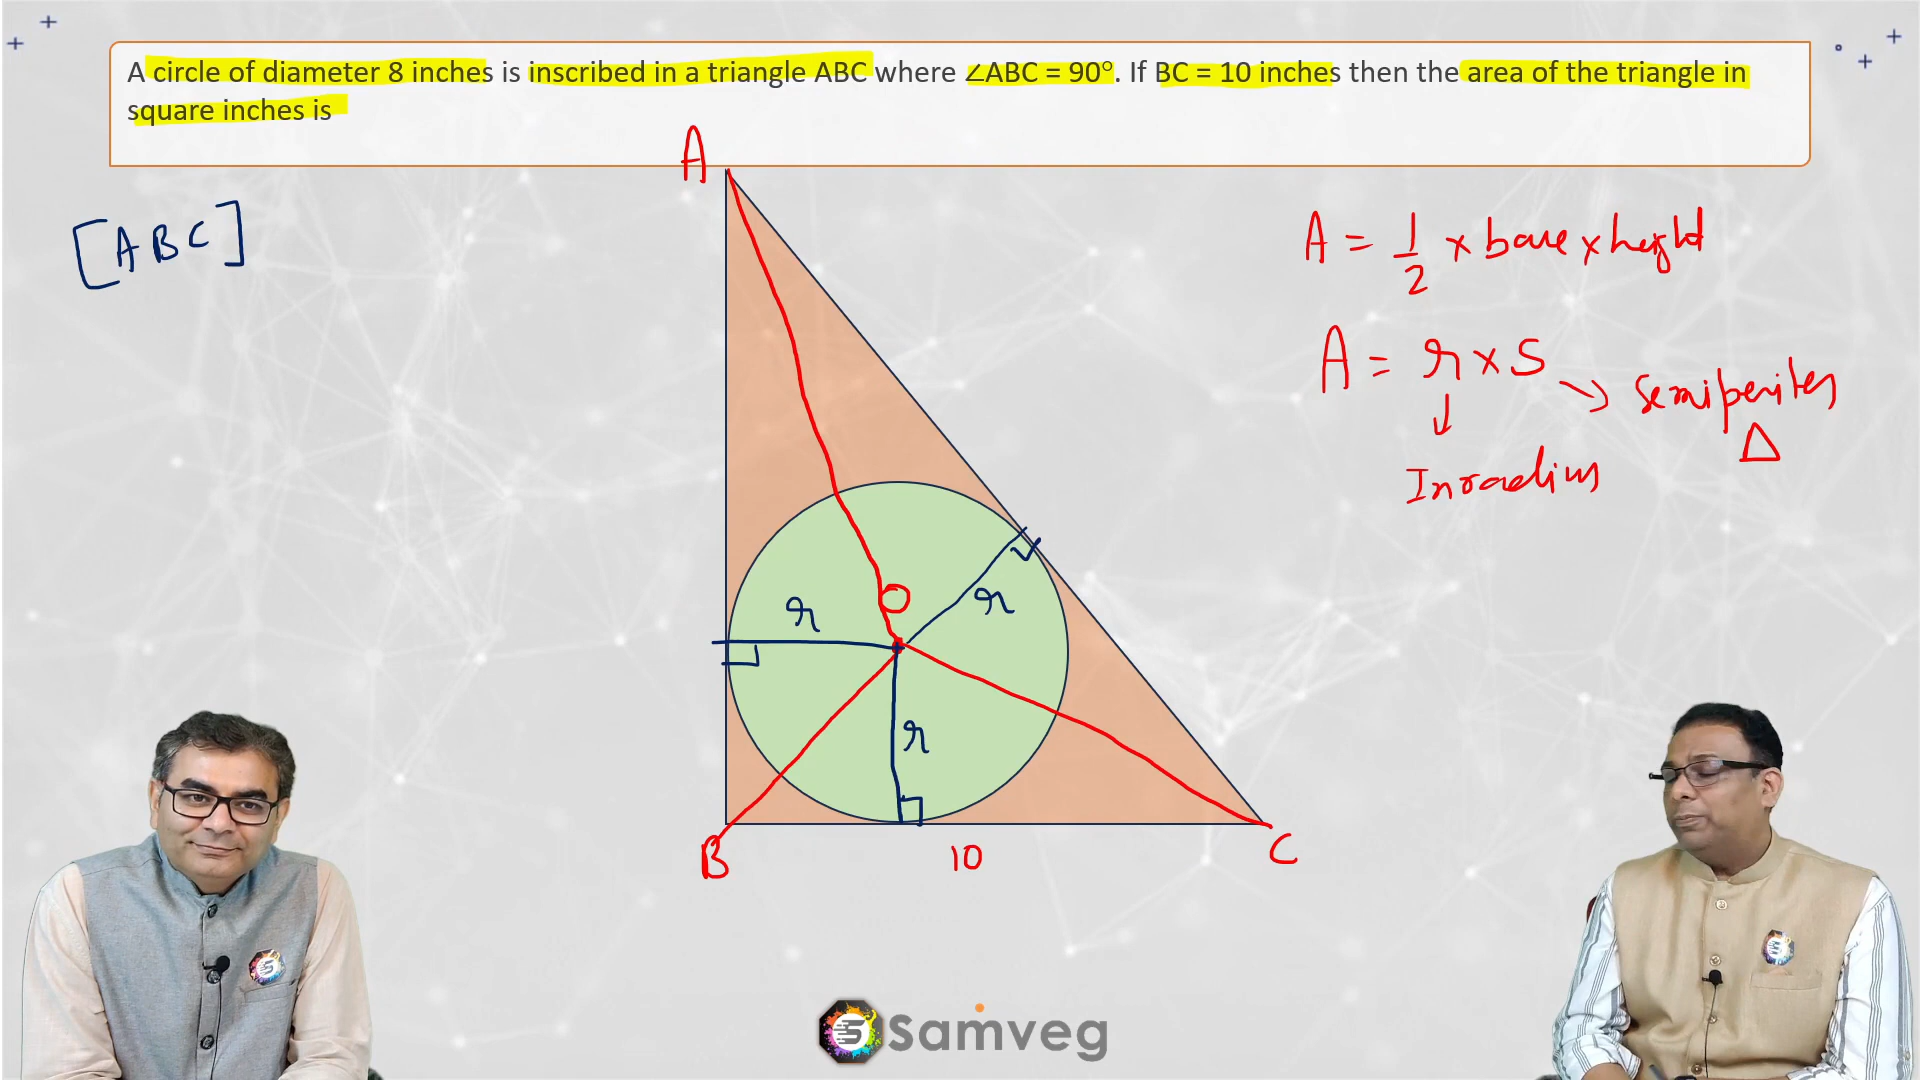 A circle of diameter 8 inches is inscribed in a triangle ABC where ∠ABC = 90°. If BC = 10 inches then the area of the triangle in
square inches is
A
[ABC]
A = 1/2 × base × height
A = r × s
Semiperimter
Δ
Inradius
O
r
r
r
B
10
C
Samveg